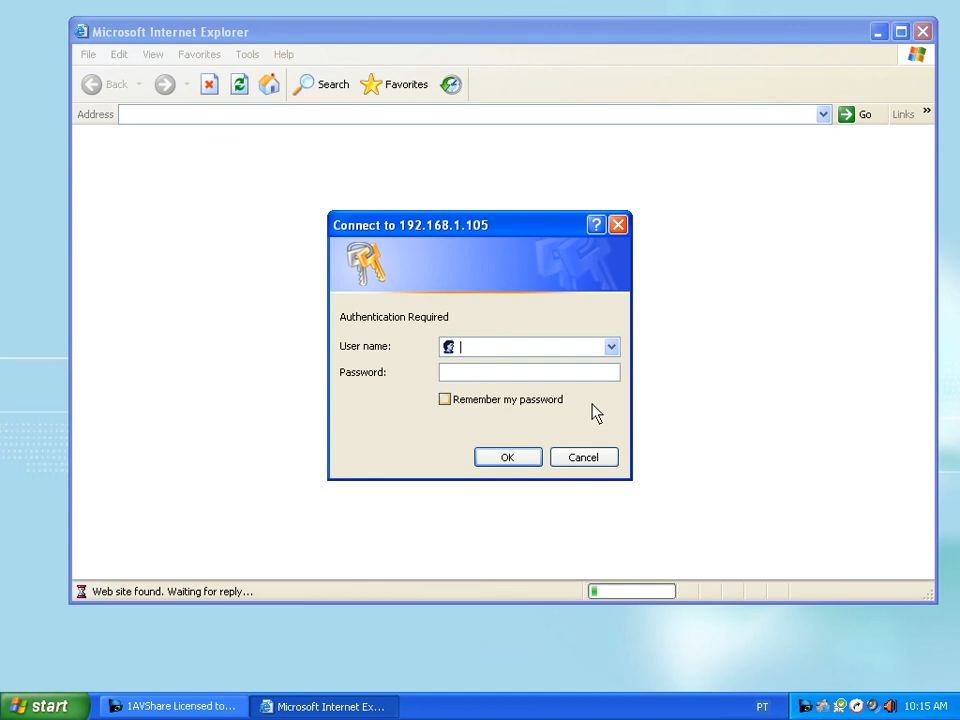 Microsoft Internet Explorer
File Edit View Favorites Tools Help
Back Search Favorites
Address Go Links »
Connect to 192.168.1.105
Authentication Required
User name:
Password:
Remember my password
OK Cancel
Web site found. Waiting for reply...
start 1AVShare Licensed to... Microsoft Internet Ex... PT 10:15 AM